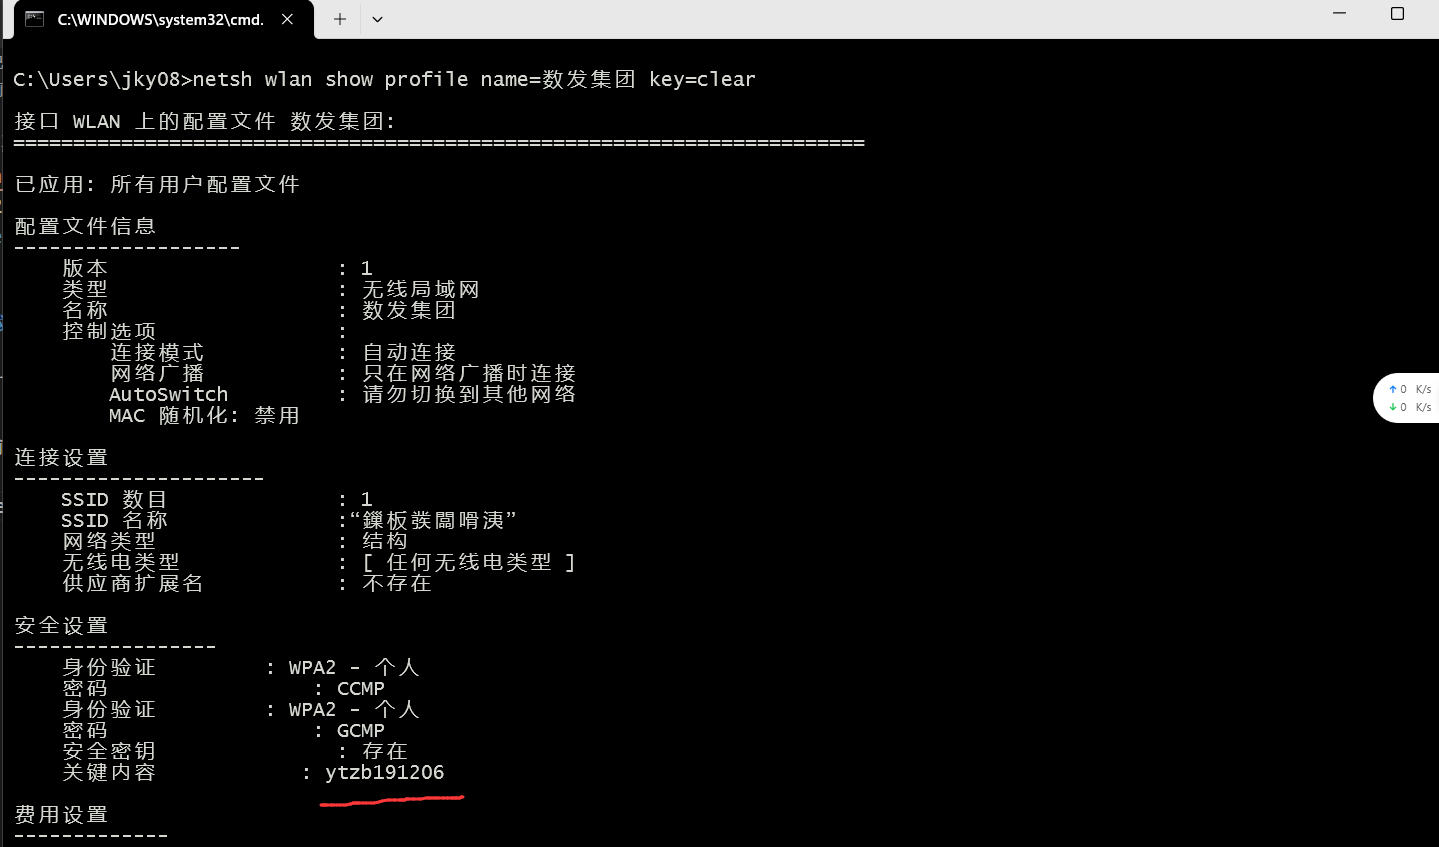 C:\WINDOWS\system32\cmd.
C:\Users\jky08>netsh wlan show profile name=数发集团 key=clear
接口 WLAN 上的配置文件 数发集团:
=======================================================================
已应用: 所有用户配置文件
配置文件信息
-------------------
版本 : 1
类型 : 无线局域网
名称 : 数发集团
控制选项 :
连接模式 : 自动连接
网络广播 : 只在网络广播时连接
AutoSwitch : 请勿切换到其他网络
MAC 随机化: 禁用
↑ 0 K/s
↓ 0 K/s
连接设置
---------------------
SSID 数目 : 1
SSID 名称 :“鏁板彂闆嗗洟”
网络类型 : 结构
无线电类型 : [ 任何无线电类型 ]
供应商扩展名 : 不存在
安全设置
-----------------
身份验证 : WPA2 - 个人
密码 : CCMP
身份验证 : WPA2 - 个人
密码 : GCMP
安全密钥 : 存在
关键内容 : ytzb191206
费用设置
-------------